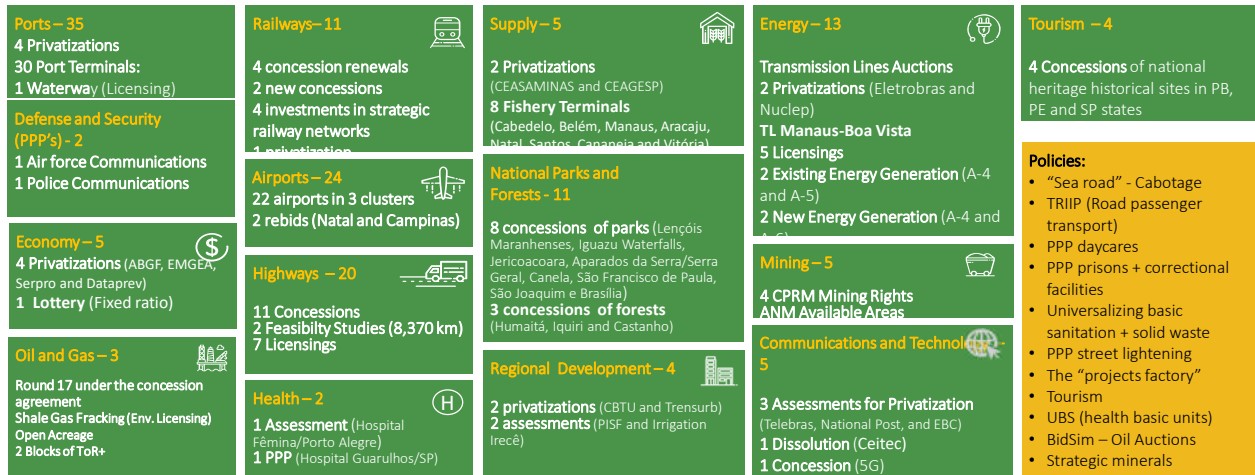 Ports – 35
4 Privatizations
30 Port Terminals:
1 Waterway (Licensing)
Defense and Security
(PPP's) - 2
1 Air force Communications
1 Police Communications
Economy – 5
4 Privatizations (ABGF, EMGEA,
Serpro and Dataprev)
1 Lottery (Fixed ratio)
Oil and Gas – 3
Round 17 under the concession
agreement
Shale Gas Fracking (Env. Licensing)
Open Acreage
2 Blocks of ToR+
Railways – 11
4 concession renewals
2 new concessions
4 investments in strategic
railway networks
1 privatization
Airports – 24
22 airports in 3 clusters
2 rebids (Natal and Campinas)
Highways – 20
11 Concessions
2 Feasibilty Studies (8,370 km)
7 Licensings
Health – 2
H
1 Assessment (Hospital
Fêmina/Porto Alegre)
1 PPP (Hospital Guarulhos/SP)
Supply – 5
2 Privatizations
(CEASAMINAS and CEAGESP)
8 Fishery Terminals
(Cabedelo, Belém, Manaus, Aracaju,
Natal, Santos, Cananeia and Vitória)
National Parks and
Forests - 11
8 concessions of parks (Lençóis
Maranhenses, Iguazu Waterfalls,
Jericoacoara, Aparados da Serra/Serra
Geral, Canela, São Francisco de Paula,
São Joaquim e Brasília)
3 concessions of forests
(Humaitá, Iquiri and Castanho)
Regional Development – 4
2 privatizations (CBTU and Trensurb)
2 assessments (PISF and Irrigation
Irecê)
Energy – 13
Transmission Lines Auctions
2 Privatizations (Eletrobras and
Nuclep)
TL Manaus-Boa Vista
5 Licensings
2 Existing Energy Generation (A-4
and A-5)
2 New Energy Generation (A-4 and
A-6)
Mining – 5
4 CPRM Mining Rights
ANM Available Areas
Communications and Technology –
5
3 Assessments for Privatization
(Telebras, National Post, and EBC)
1 Dissolution (Ceitec)
1 Concession (5G)
Tourism – 4
4 Concessions of national
heritage historical sites in PB,
PE and SP states
Policies:
• "Sea road" - Cabotage
• TRIIP (Road passenger
transport)
• PPP daycares
• PPP prisons + correctional
facilities
• Universalizing basic
sanitation + solid waste
• PPP street lightening
• The "projects factory"
• Tourism
• UBS (health basic units)
• BidSim – Oil Auctions
• Strategic minerals